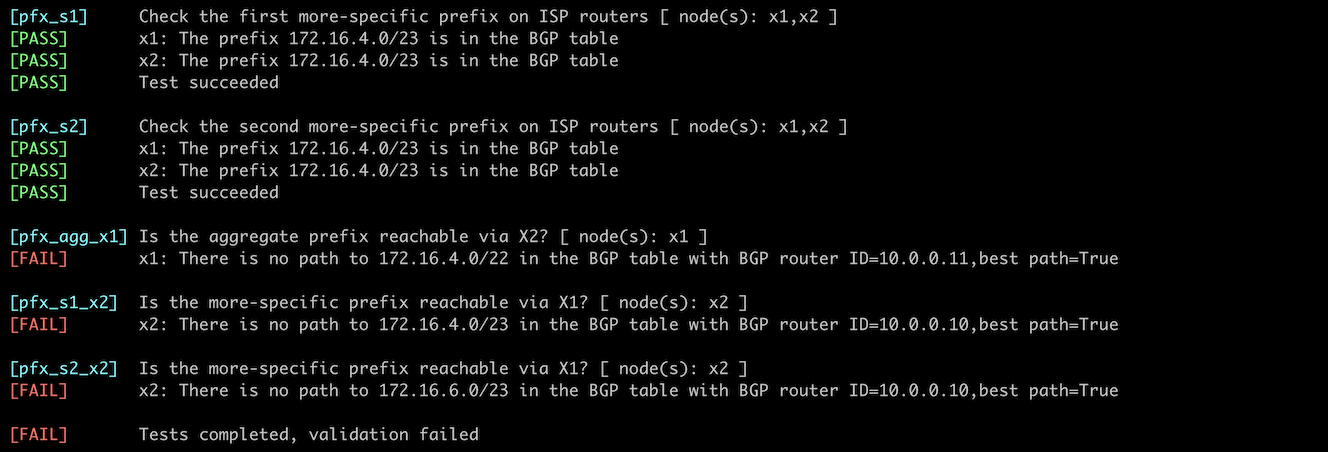 [pfx_s1] Check the first more-specific prefix on ISP routers [ node(s): x1,x2 ]
[PASS] x1: The prefix 172.16.4.0/23 is in the BGP table
[PASS] x2: The prefix 172.16.4.0/23 is in the BGP table
[PASS] Test succeeded
[pfx_s2] Check the second more-specific prefix on ISP routers [ node(s): x1,x2 ]
[PASS] x1: The prefix 172.16.4.0/23 is in the BGP table
[PASS] x2: The prefix 172.16.4.0/23 is in the BGP table
[PASS] Test succeeded
[pfx_agg_x1] Is the aggregate prefix reachable via X2? [ node(s): x1 ]
[FAIL] x1: There is no path to 172.16.4.0/22 in the BGP table with BGP router ID=10.0.0.11,best path=True
[pfx_s1_x2] Is the more-specific prefix reachable via X1? [ node(s): x2 ]
[FAIL] x2: There is no path to 172.16.4.0/23 in the BGP table with BGP router ID=10.0.0.10,best path=True
[pfx_s2_x2] Is the more-specific prefix reachable via X1? [ node(s): x2 ]
[FAIL] x2: There is no path to 172.16.6.0/23 in the BGP table with BGP router ID=10.0.0.10,best path=True
[FAIL] Tests completed, validation failed